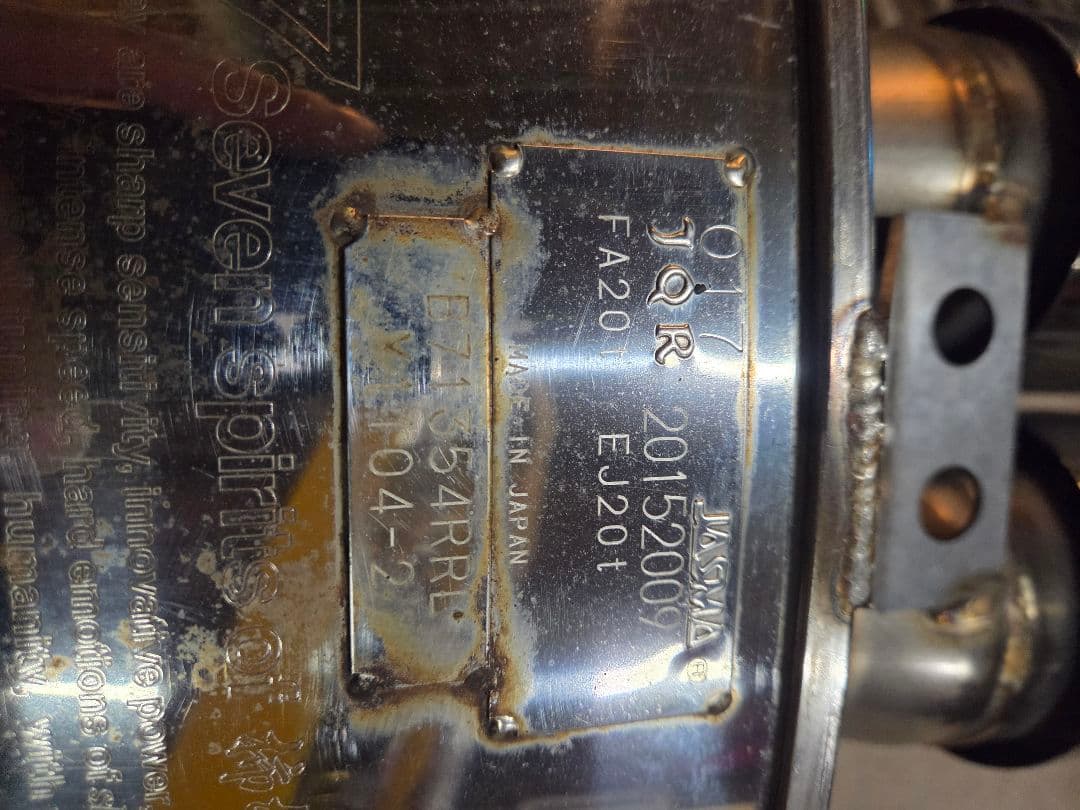 017 JASMA
JQR 20152009
FA20t EJ20t
MADE IN JAPAN
B71354RRL
Seven spirits of
ey are sharp sensitivity, innovative power,
intense speed, hard emotions of
humanity, with